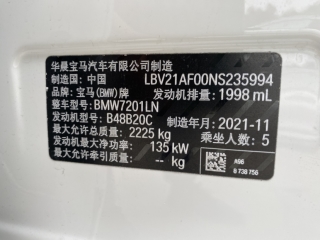 华晨宝马汽车有限公司制造
制造国：中国 LBV21AF00NS235994
品牌：宝马(BMW)牌 发动机排量：1998 mL
整车型号：BMW7201LN
发动机型号：B48B20C 制造年月：2021-11
最大允许总质量：2225 kg 乘坐人数：5
发动机最大净功率：135 kW
最大允许牵引质量：-- kg
A96
8 738 756